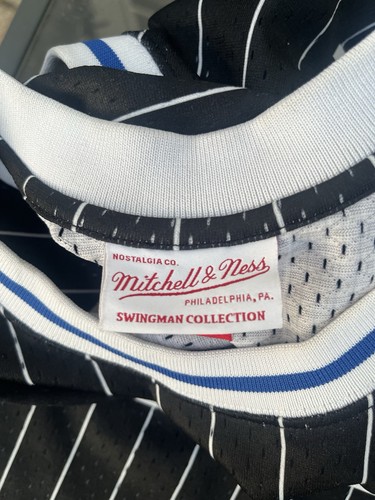 NOSTALGIA CO.
Mitchell & Ness
PHILADELPHIA, PA.
SWINGMAN COLLECTION